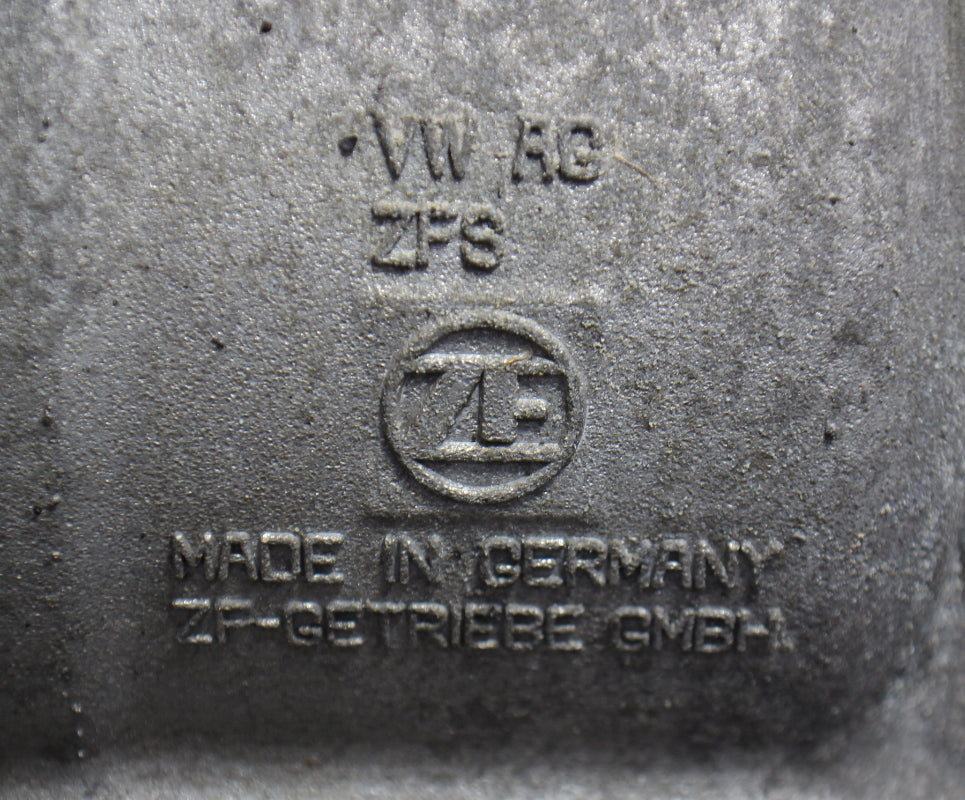 VW AG
ZFS
ZF
MADE IN GERMANY
ZF-GETRIEBE GMBH.